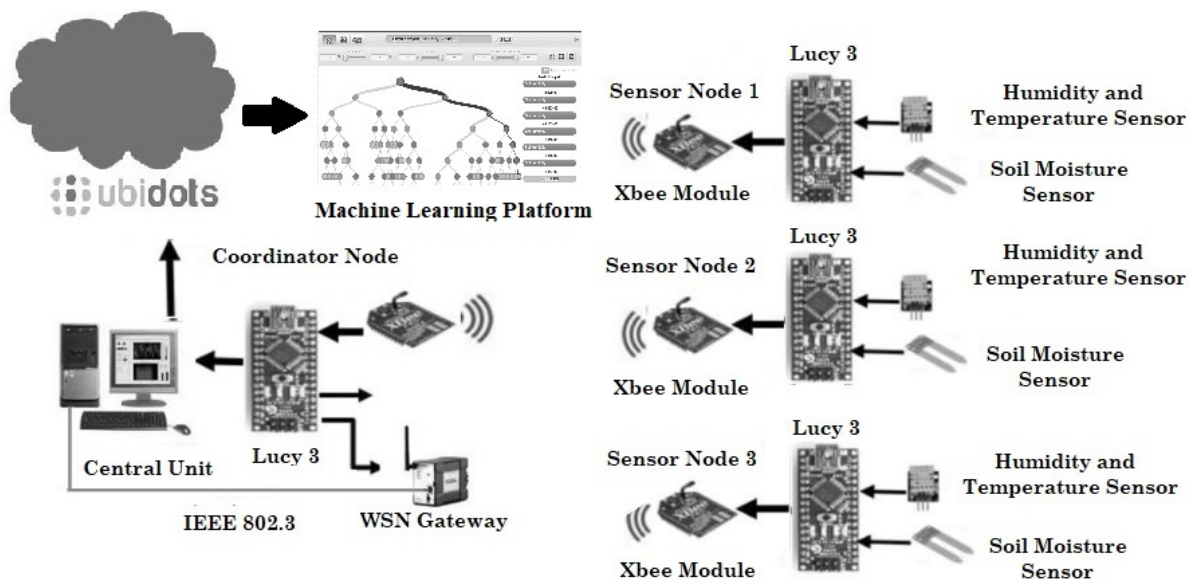 ubidots
Machine Learning Platform
Coordinator Node
Lucy 3
Central Unit
IEEE 802.3
WSN Gateway
Lucy 3
Sensor Node 1
Xbee Module
Humidity and
Temperature Sensor
Soil Moisture
Sensor
Lucy 3
Sensor Node 2
Xbee Module
Humidity and
Temperature Sensor
Soil Moisture
Sensor
Lucy 3
Sensor Node 3
Xbee Module
Humidity and
Temperature Sensor
Soil Moisture
Sensor